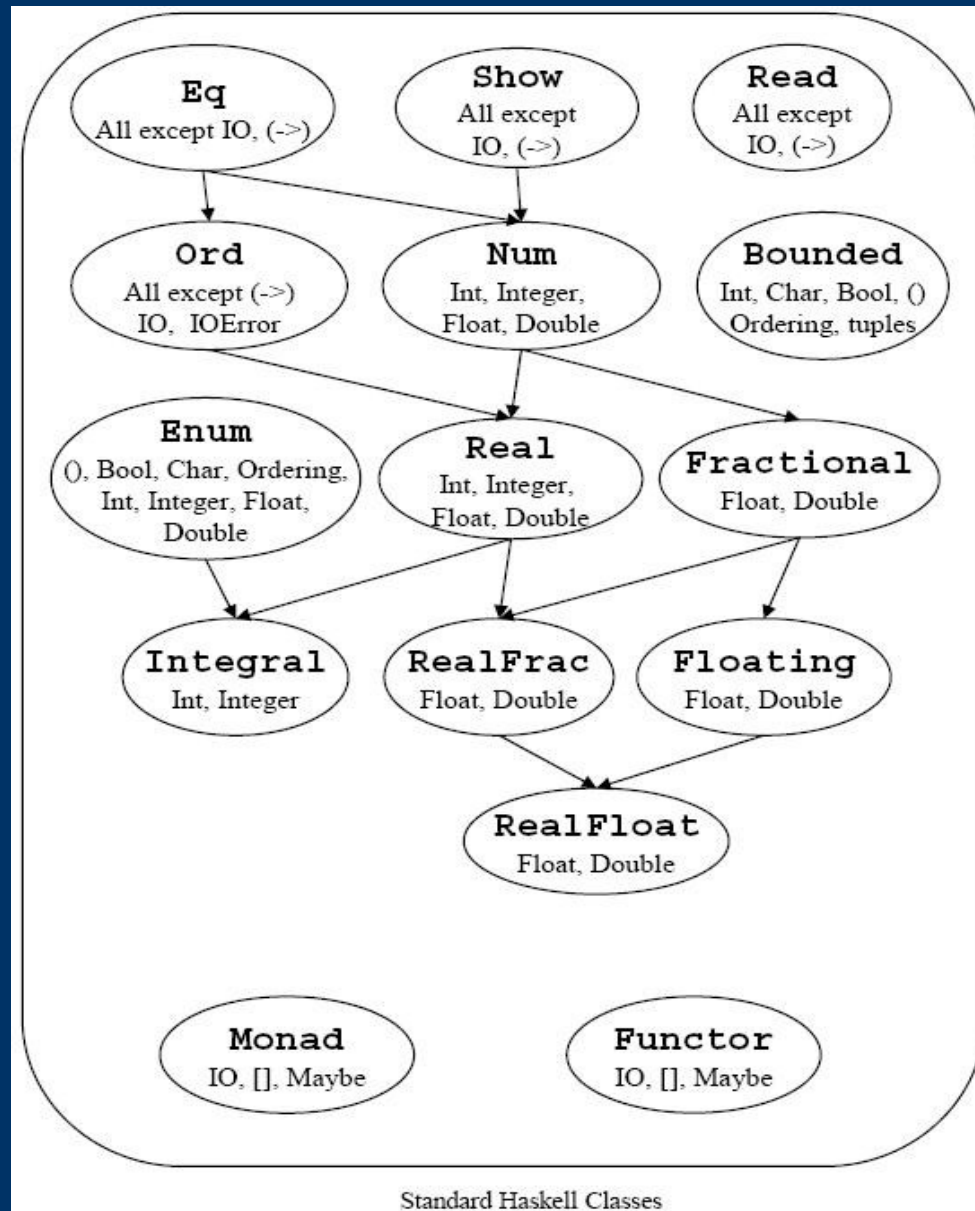 Eq
All except IO, (->)
Show
All except
IO, (->)
Read
All except
IO, (->)
Ord
All except (->)
IO, IOError
Num
Int, Integer,
Float, Double
Bounded
Int, Char, Bool, ()
Ordering, tuples
Enum
(), Bool, Char, Ordering,
Int, Integer, Float,
Double
Real
Int, Integer,
Float, Double
Fractional
Float, Double
Integral
Int, Integer
RealFrac
Float, Double
Floating
Float, Double
RealFloat
Float, Double
Monad
IO, [], Maybe
Functor
IO, [], Maybe
Standard Haskell Classes